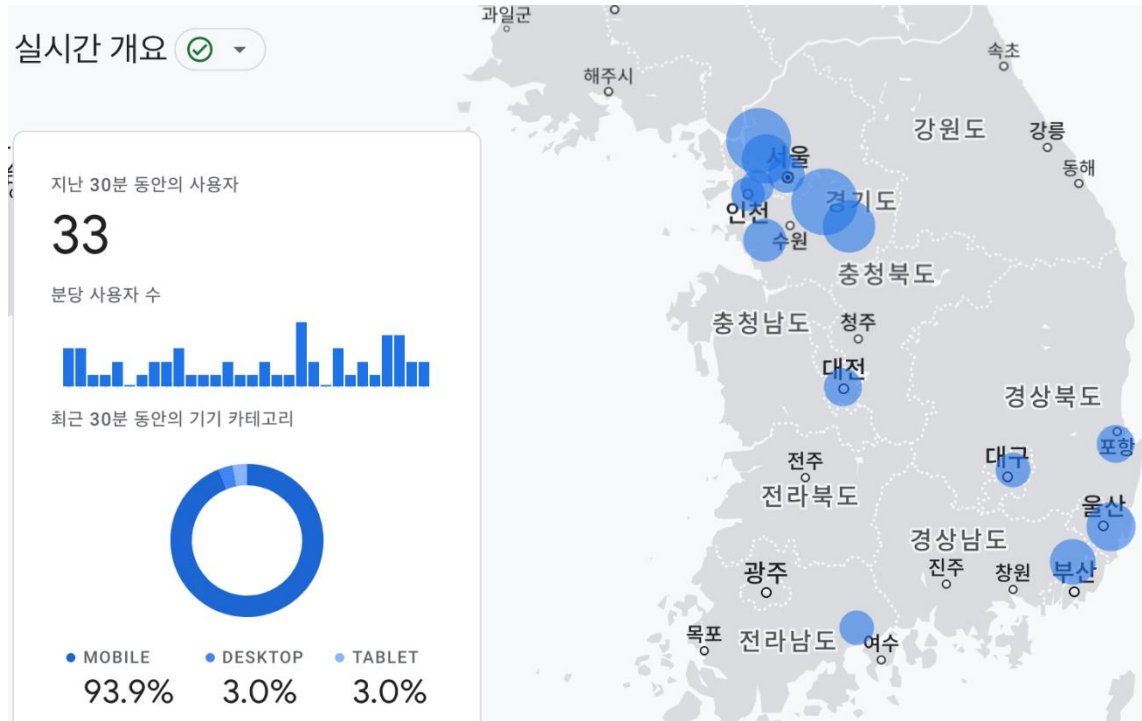 실시간 개요
지난 30분 동안의 사용자
33
분당 사용자 수
최근 30분 동안의 기기 카테고리
MOBILE DESKTOP TABLET
93.9% 3.0% 3.0%
과일군
속초
해주시
강원도
강릉
동해
서울
경기도
인천
수원
충청북도
충청남도
청주
대전
경상북도
포항
대구
전주
전라북도
울산
경상남도
광주
진주
창원
부산
목포
전라남도
여수